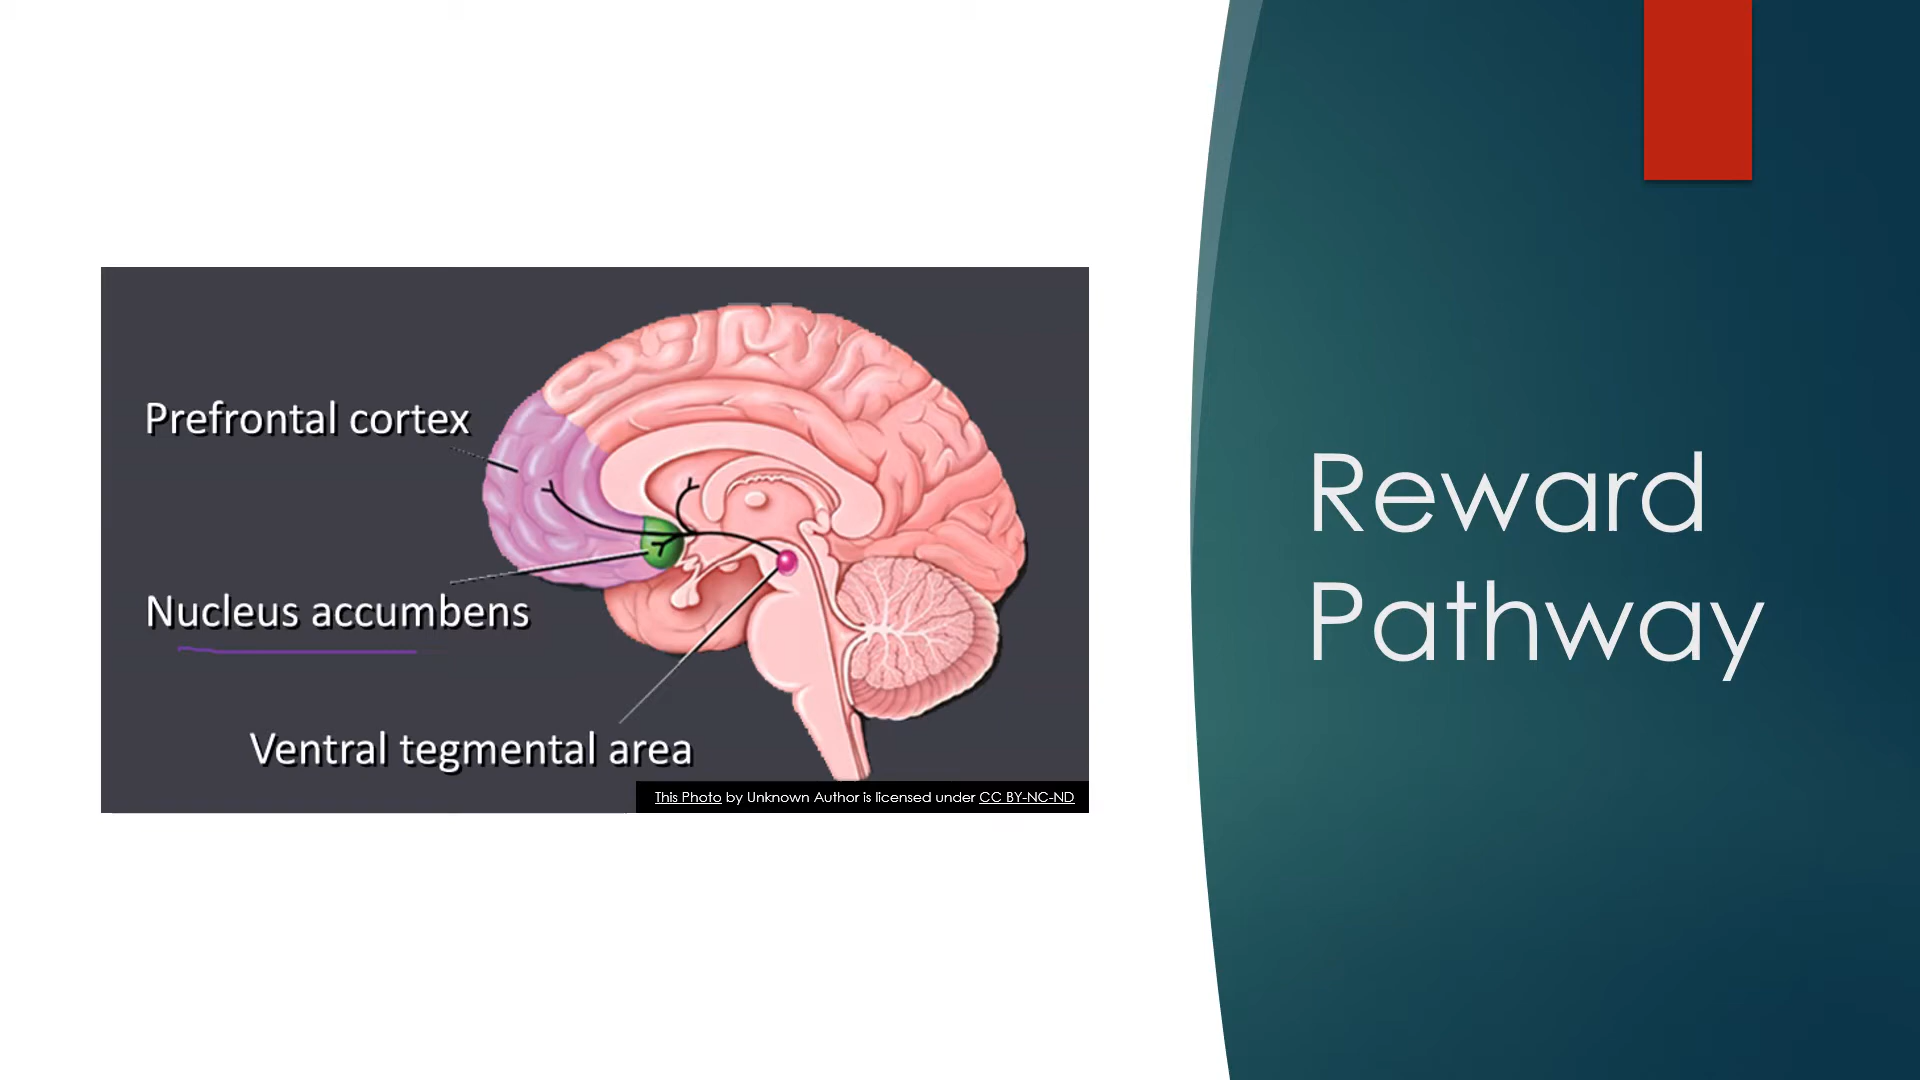 Prefrontal cortex
Nucleus accumbens
Ventral tegmental area
This Photo by Unknown Author is licensed under CC BY-NC-ND
Reward
Pathway